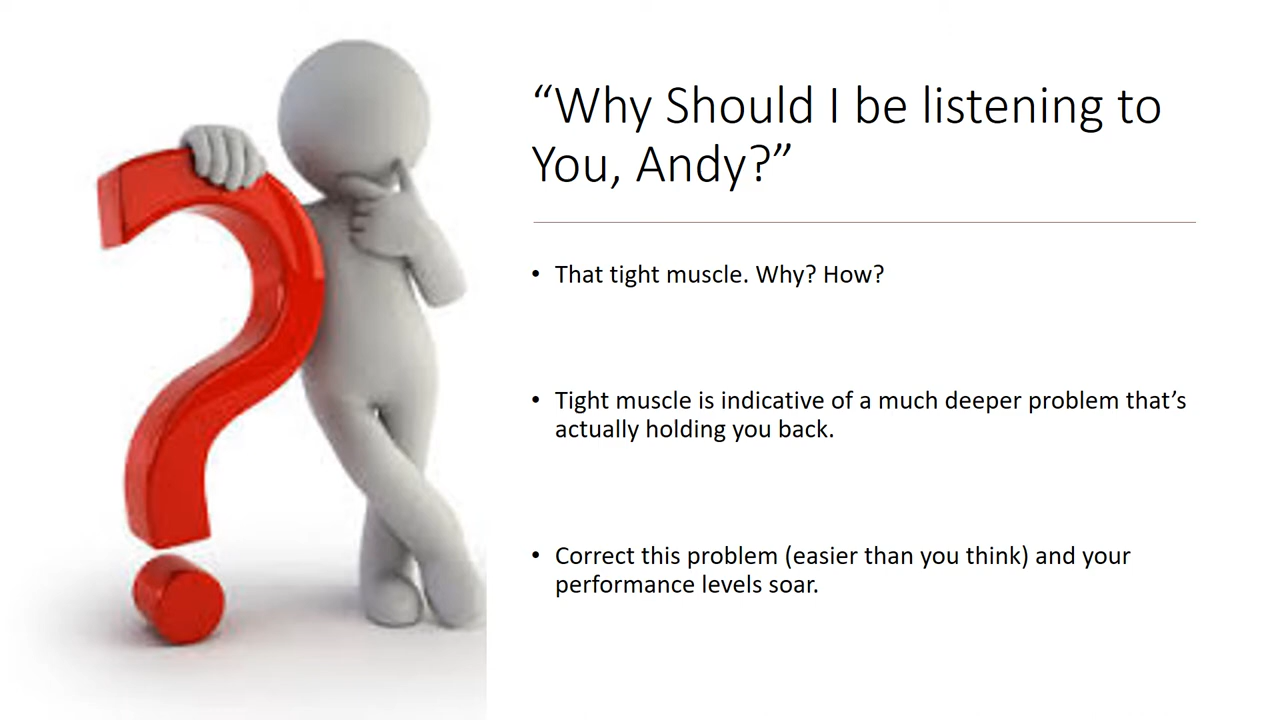 “Why Should I be listening to
You, Andy?”
• That tight muscle. Why? How?
• Tight muscle is indicative of a much deeper problem that’s
actually holding you back.
• Correct this problem (easier than you think) and your
performance levels soar.